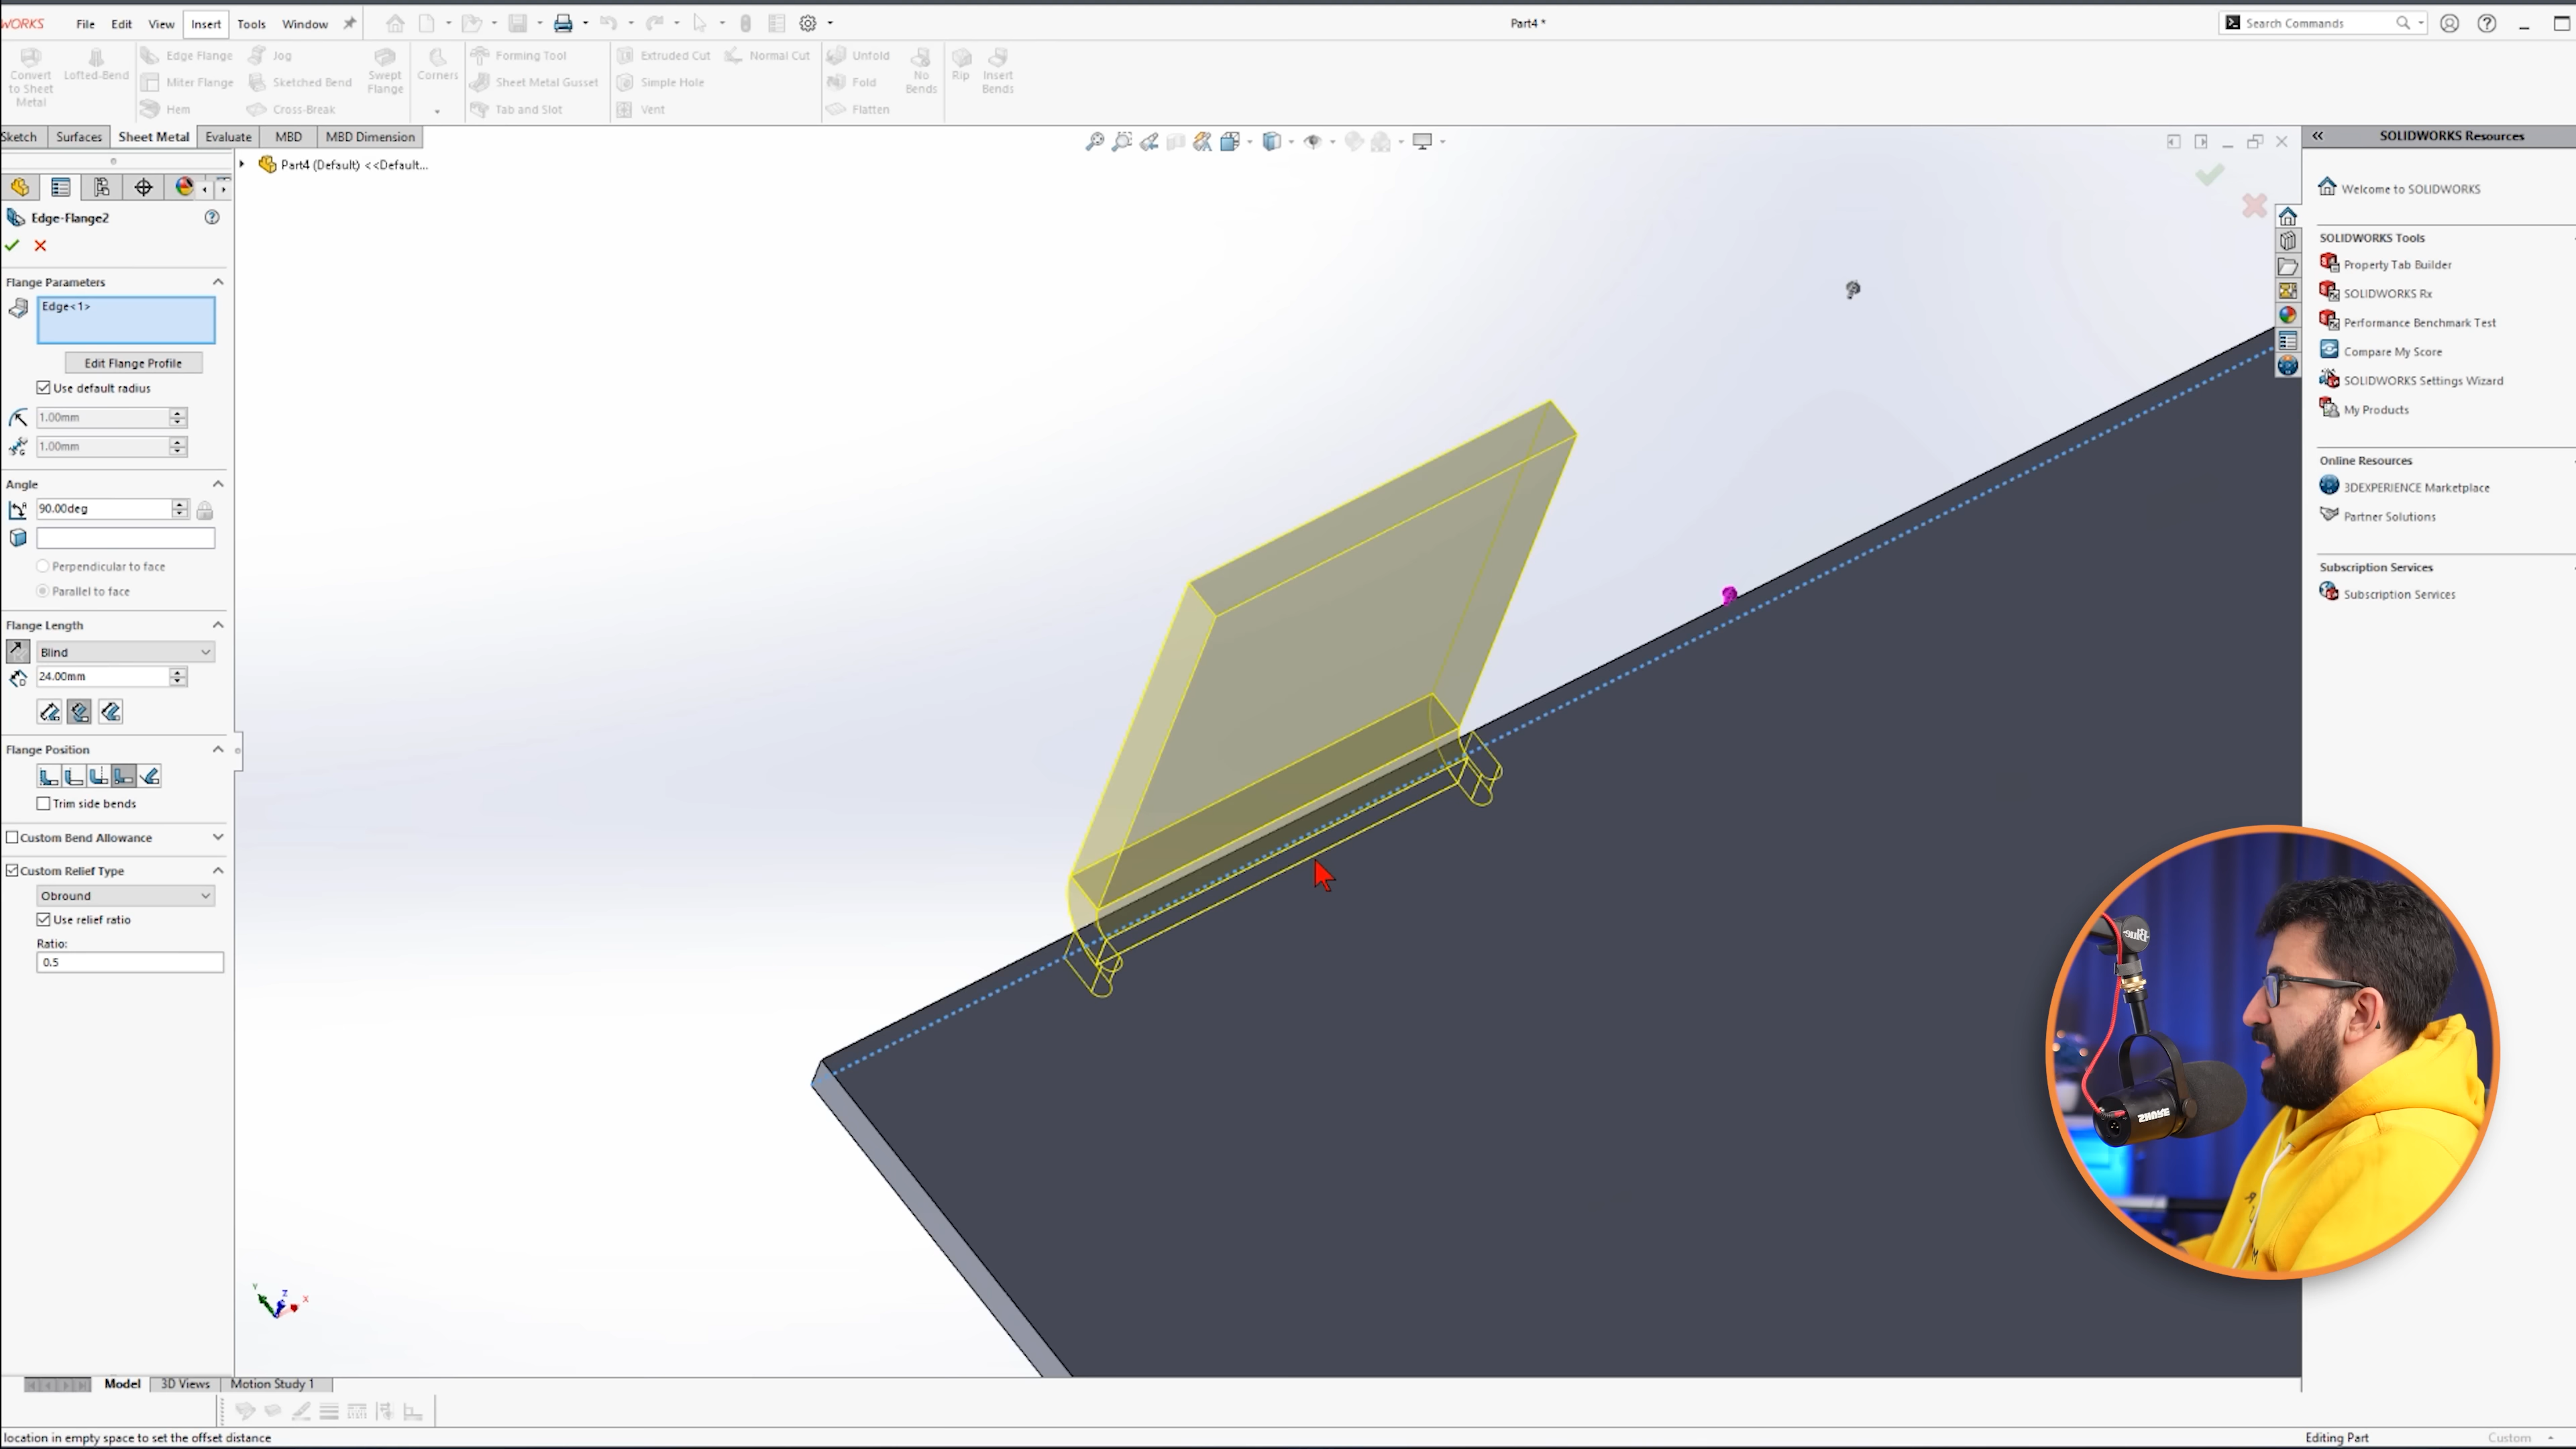 WORKS File Edit View Insert Tools Window Part4 * Search Commands
Convert to Sheet Metal
Lofted-Bend
Edge Flange
Miter Flange
Hem
Jog
Sketched Bend
Cross-Break
Swept Flange
Corners
Forming Tool
Sheet Metal Gusset
Tab and Slot
Extruded Cut
Simple Hole
Vent
Normal Cut
Unfold
Fold
Flatten
No Bends
Rip
Insert Bends
Sketch Surfaces Sheet Metal Evaluate MBD MBD Dimension
Part4 (Default) <<Default...
Edge-Flange2
Flange Parameters
Edge<1>
Edit Flange Profile
Use default radius
1.00mm
1.00mm
Angle
90.00deg
Perpendicular to face
Parallel to face
Flange Length
Blind
24.00mm
Flange Position
Trim side bends
Custom Bend Allowance
Custom Relief Type
Obround
Use relief ratio
Ratio:
0.5
Y Z X
SOLIDWORKS Resources
Welcome to SOLIDWORKS
SOLIDWORKS Tools
Property Tab Builder
SOLIDWORKS Rx
Performance Benchmark Test
Compare My Score
SOLIDWORKS Settings Wizard
My Products
Online Resources
3DEXPERIENCE Marketplace
Partner Solutions
Subscription Services
Subscription Services
Blue
SHURE
Model 3D Views Motion Study 1
location in empty space to set the offset distance
Editing Part Custom